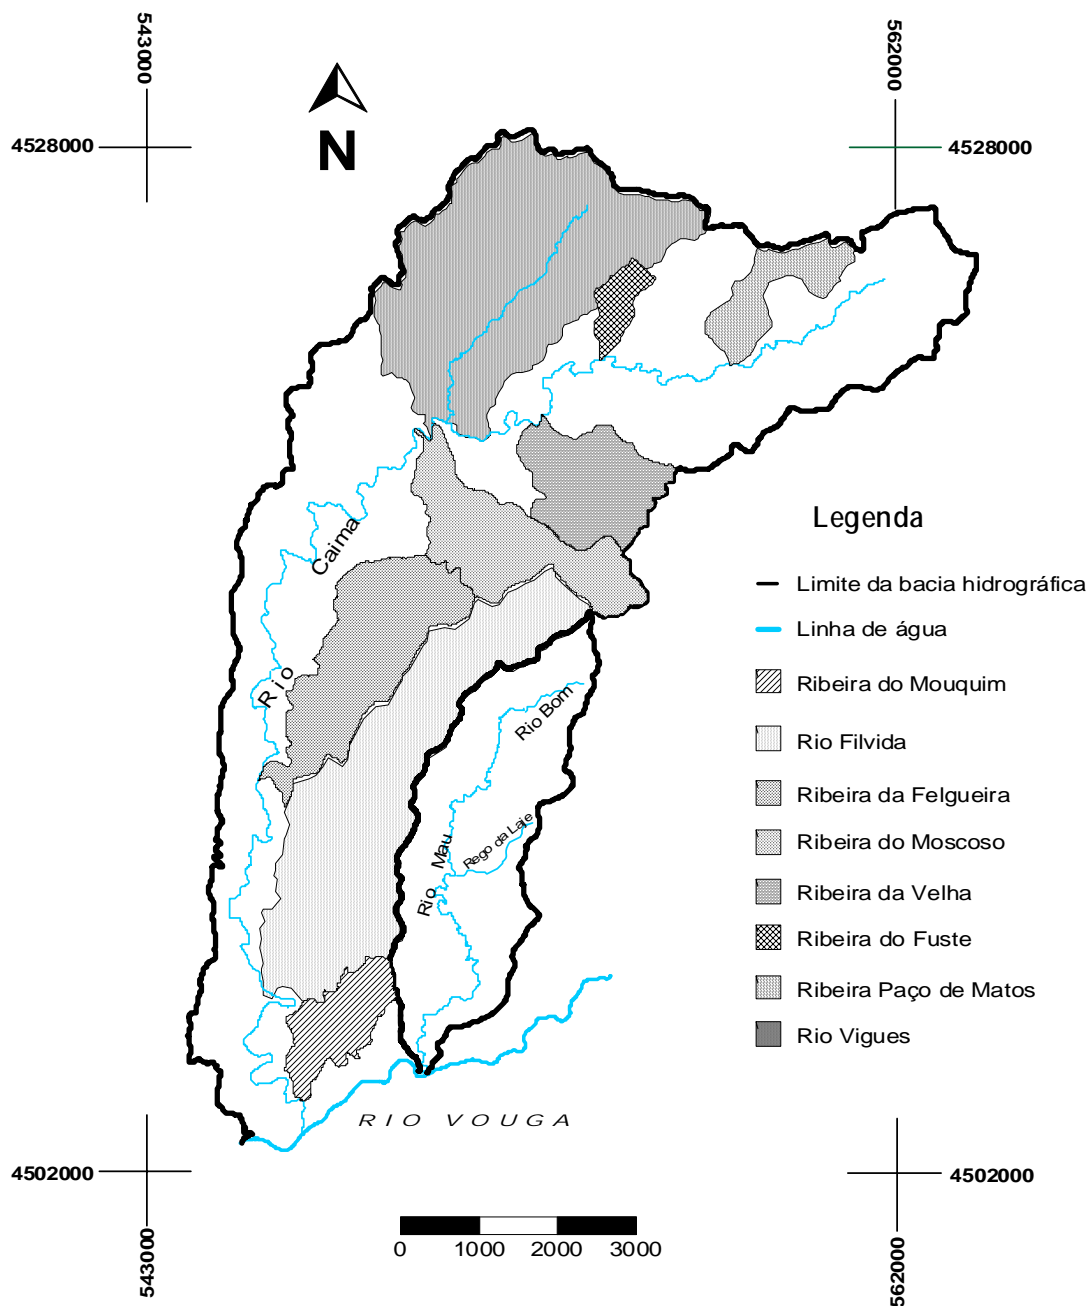 543000
562000
4528000
N
4528000
Caima
Rio
Legenda
Limite da bacia hidrográfica
Linha de água
Ribeira do Mouquim
Rio Filvida
Ribeira da Felgueira
Ribeira do Moscoso
Ribeira da Velha
Ribeira do Fuste
Ribeira Paço de Matos
Rio Vigues
Rio Bom
Rego da Laje
Rio Mau
RIO VOUGA
4502000
4502000
0 1000 2000 3000
543000
562000